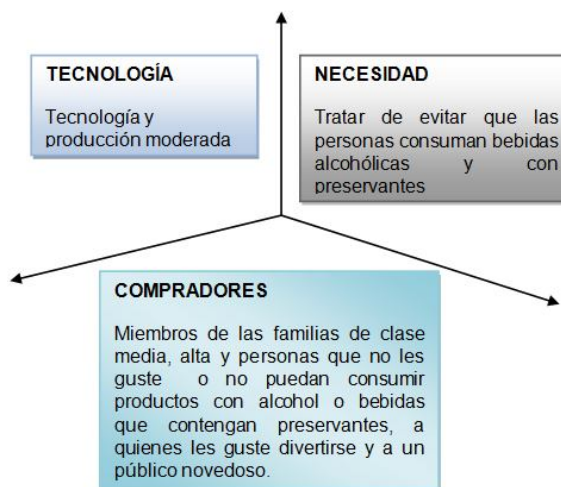 TECNOLOGÍA
Tecnología y
producción moderada
NECESIDAD
Tratar de evitar que las
personas consuman bebidas
alcohólicas y con
preservantes
COMPRADORES
Miembros de las familias de clase
media, alta y personas que no les
guste o no puedan consumir
productos con alcohol o bebidas
que contengan preservantes, a
quienes les guste divertirse y a un
público novedoso.